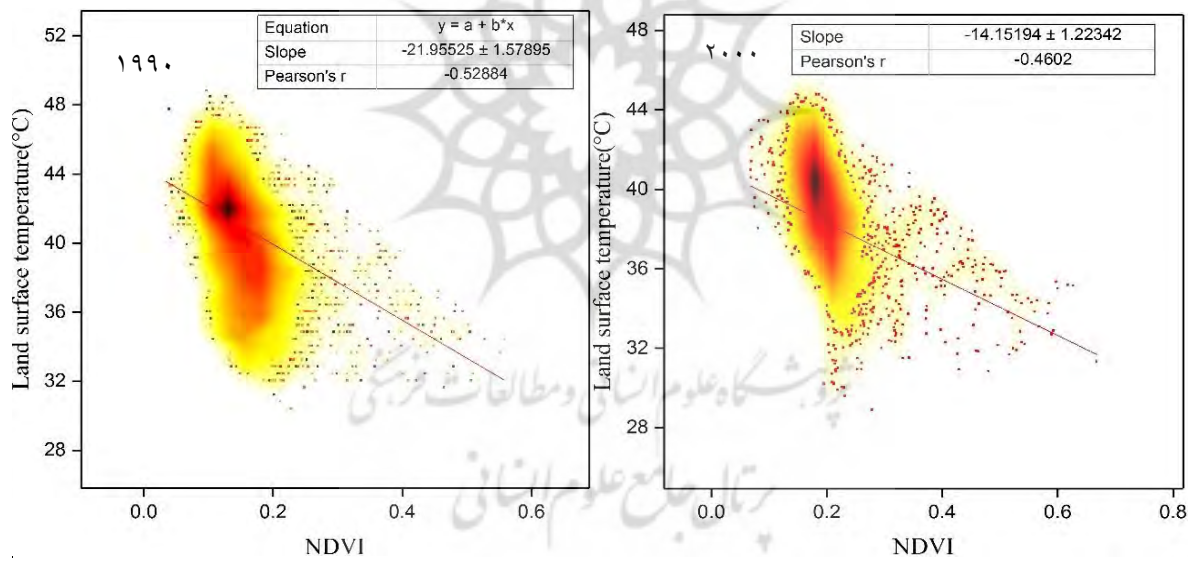 ۱۹۹۰
Equation y = a + b*x
Slope -21.95525 ± 1.57895
Pearson's r -0.52884
Land surface temperature(°C)
52
48
44
40
36
32
28
0.0 0.2 0.4 0.6
NDVI
۲۰۰۰
Slope -14.15194 ± 1.22342
Pearson's r -0.4602
Land surface temperature(°C)
48
44
40
36
32
28
0.0 0.2 0.4 0.6 0.8
NDVI
پژوهشگاه علوم انسانی و مطالعات فرهنگی
پرتال جامع علوم انسانی